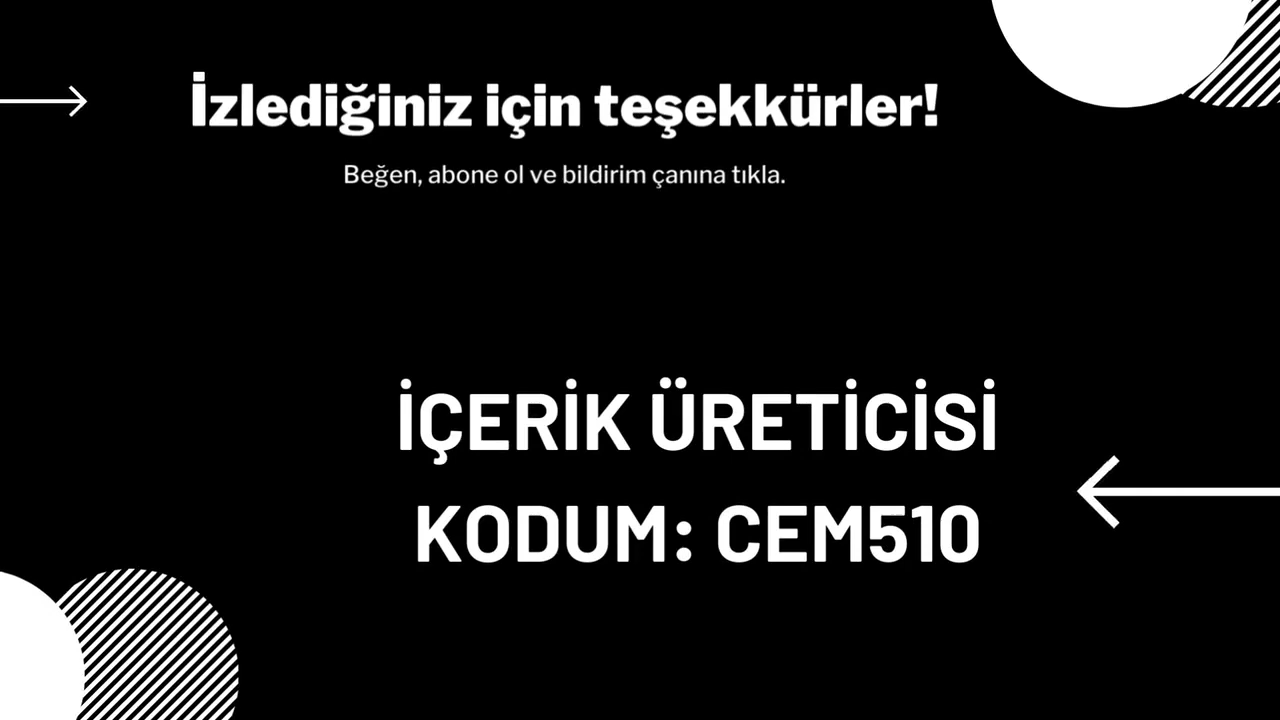 İzlediğiniz için teşekkürler!
Beğen, abone ol ve bildirim çanına tıkla.
İÇERİK ÜRETİCİSİ
KODUM: CEM510